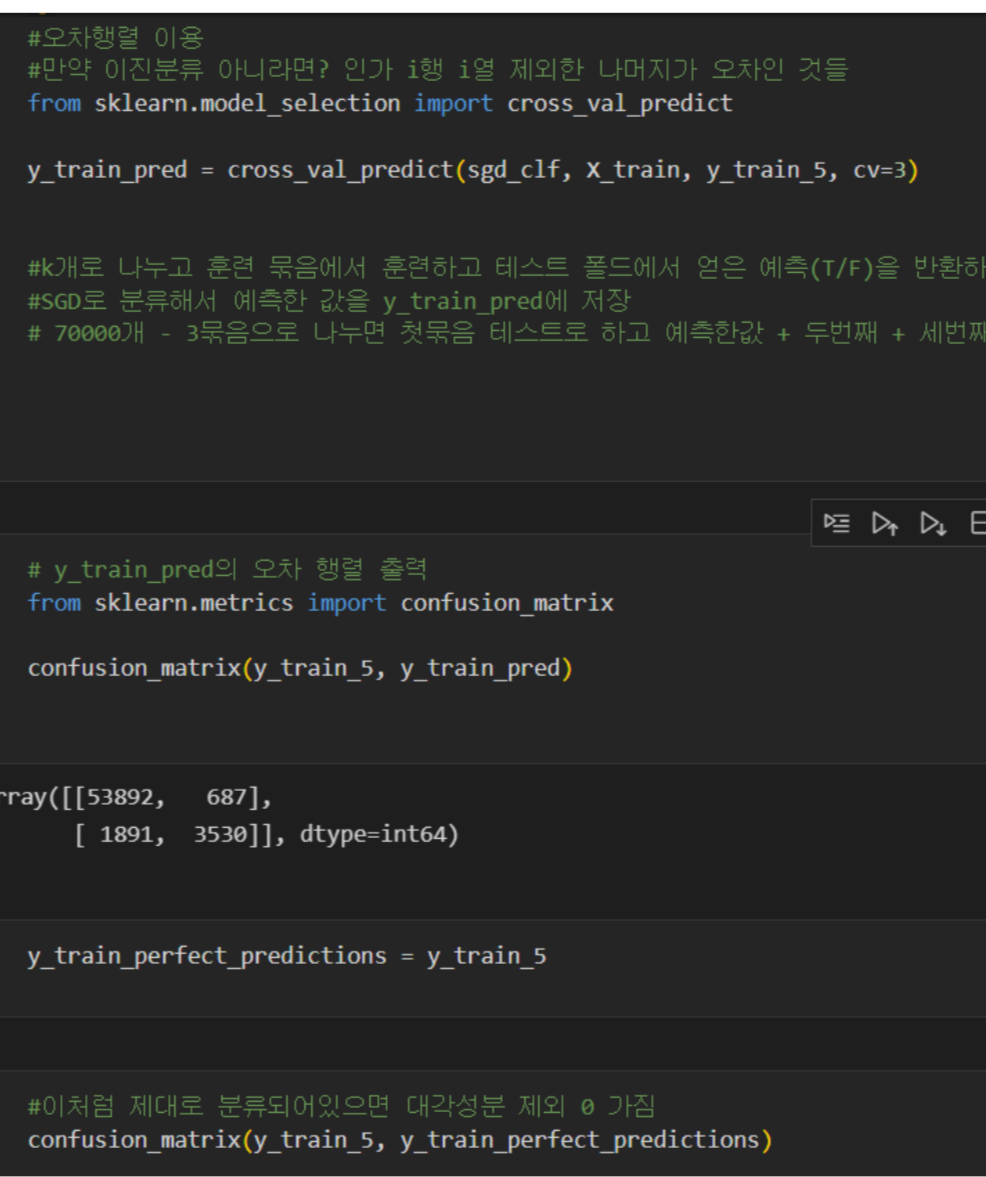 #오차행렬 이용
#만약 이진분류 아니라면? 인가 i행 i열 제외한 나머지가 오차인 것들
from sklearn.model_selection import cross_val_predict
y_train_pred = cross_val_predict(sgd_clf, X_train, y_train_5, cv=3)
#k개로 나누고 훈련 묶음에서 훈련하고 테스트 폴드에서 얻은 예측(T/F)을 반환하
#SGD로 분류해서 예측한 값을 y_train_pred에 저장
# 70000개 - 3묶음으로 나누면 첫묶음 테스트로 하고 예측한값 + 두번째 + 세번째
# y_train_pred의 오차 행렬 출력
from sklearn.metrics import confusion_matrix
confusion_matrix(y_train_5, y_train_pred)
rray([[53892, 687],
[ 1891, 3530]], dtype=int64)
y_train_perfect_predictions = y_train_5
#이처럼 제대로 분류되어있으면 대각성분 제외 0 가짐
confusion_matrix(y_train_5, y_train_perfect_predictions)